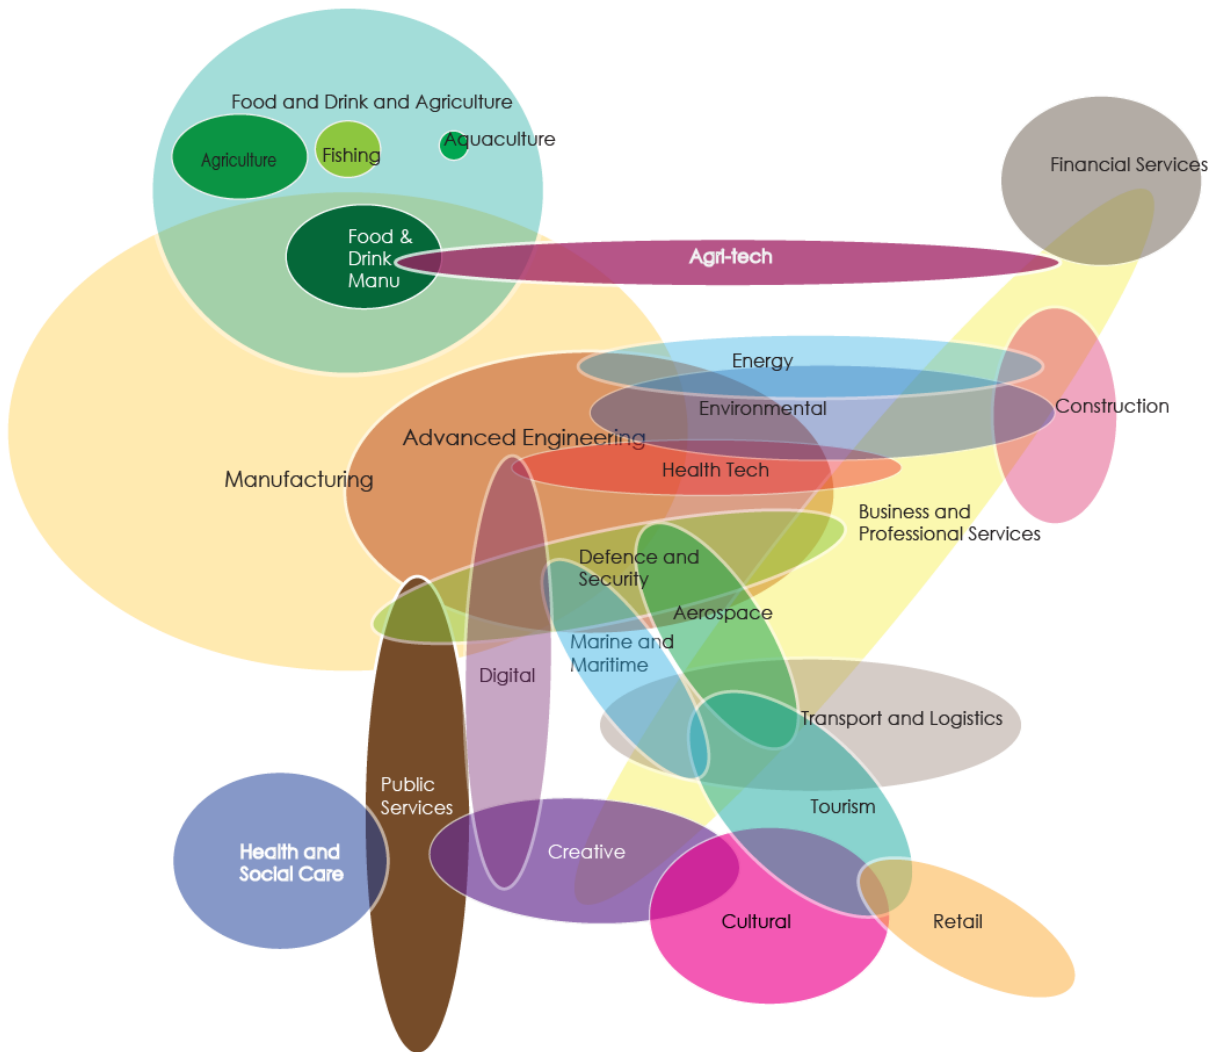 Food and Drink and Agriculture
Aquaculture
Agriculture
Fishing
Financial Services
Food &
Drink
Manu
Agri-tech
Energy
Environmental
Construction
Advanced Engineering
Health Tech
Manufacturing
Business and
Professional Services
Defence and
Security
Aerospace
Marine and
Maritime
Digital
Transport and Logistics
Public
Services
Tourism
Health and
Social Care
Creative
Cultural
Retail